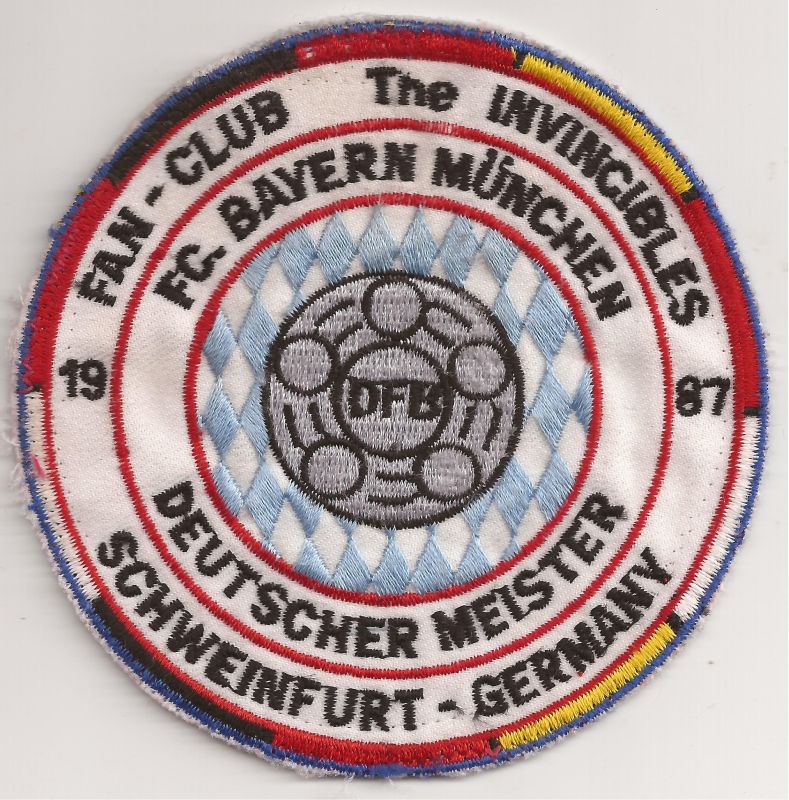 FAN-CLUB The INVINCIBLES
FC. BAYERN MÜNCHEN
19 87
DFB
DEUTSCHER MEISTER
SCHWEINFURT - GERMANY